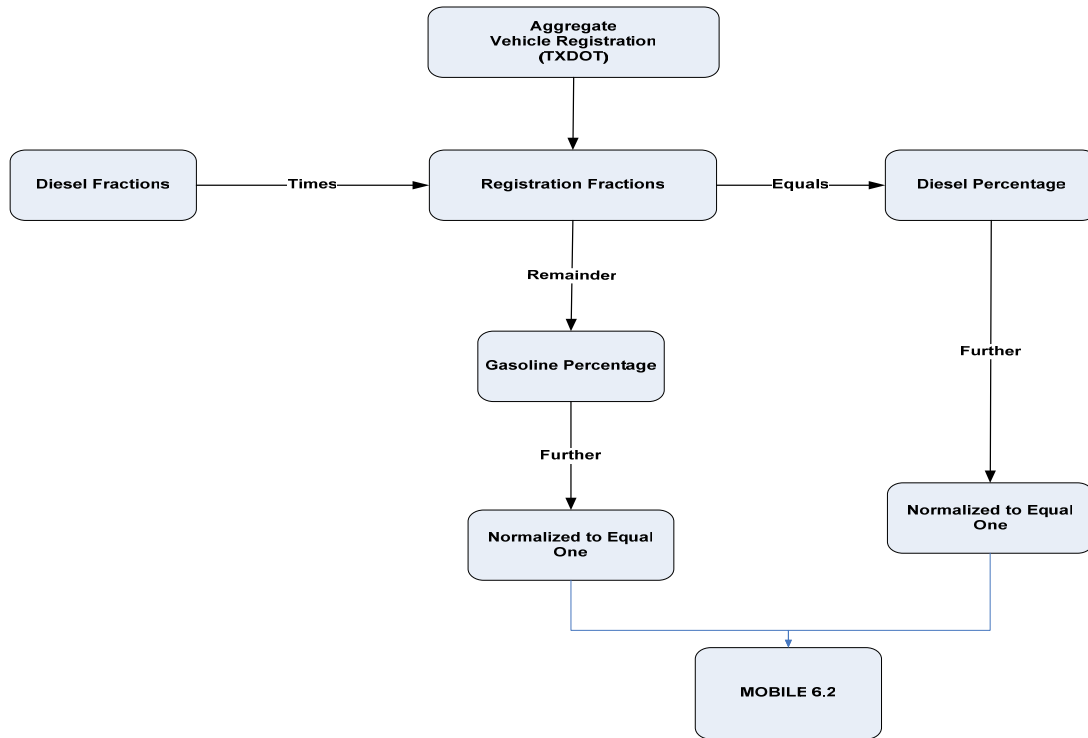 Aggregate
Vehicle Registration
(TXDOT)
Diesel Fractions
Times
Registration Fractions
Equals
Diesel Percentage
Remainder
Gasoline Percentage
Further
Further
Normalized to Equal
One
Normalized to Equal
One
MOBILE 6.2